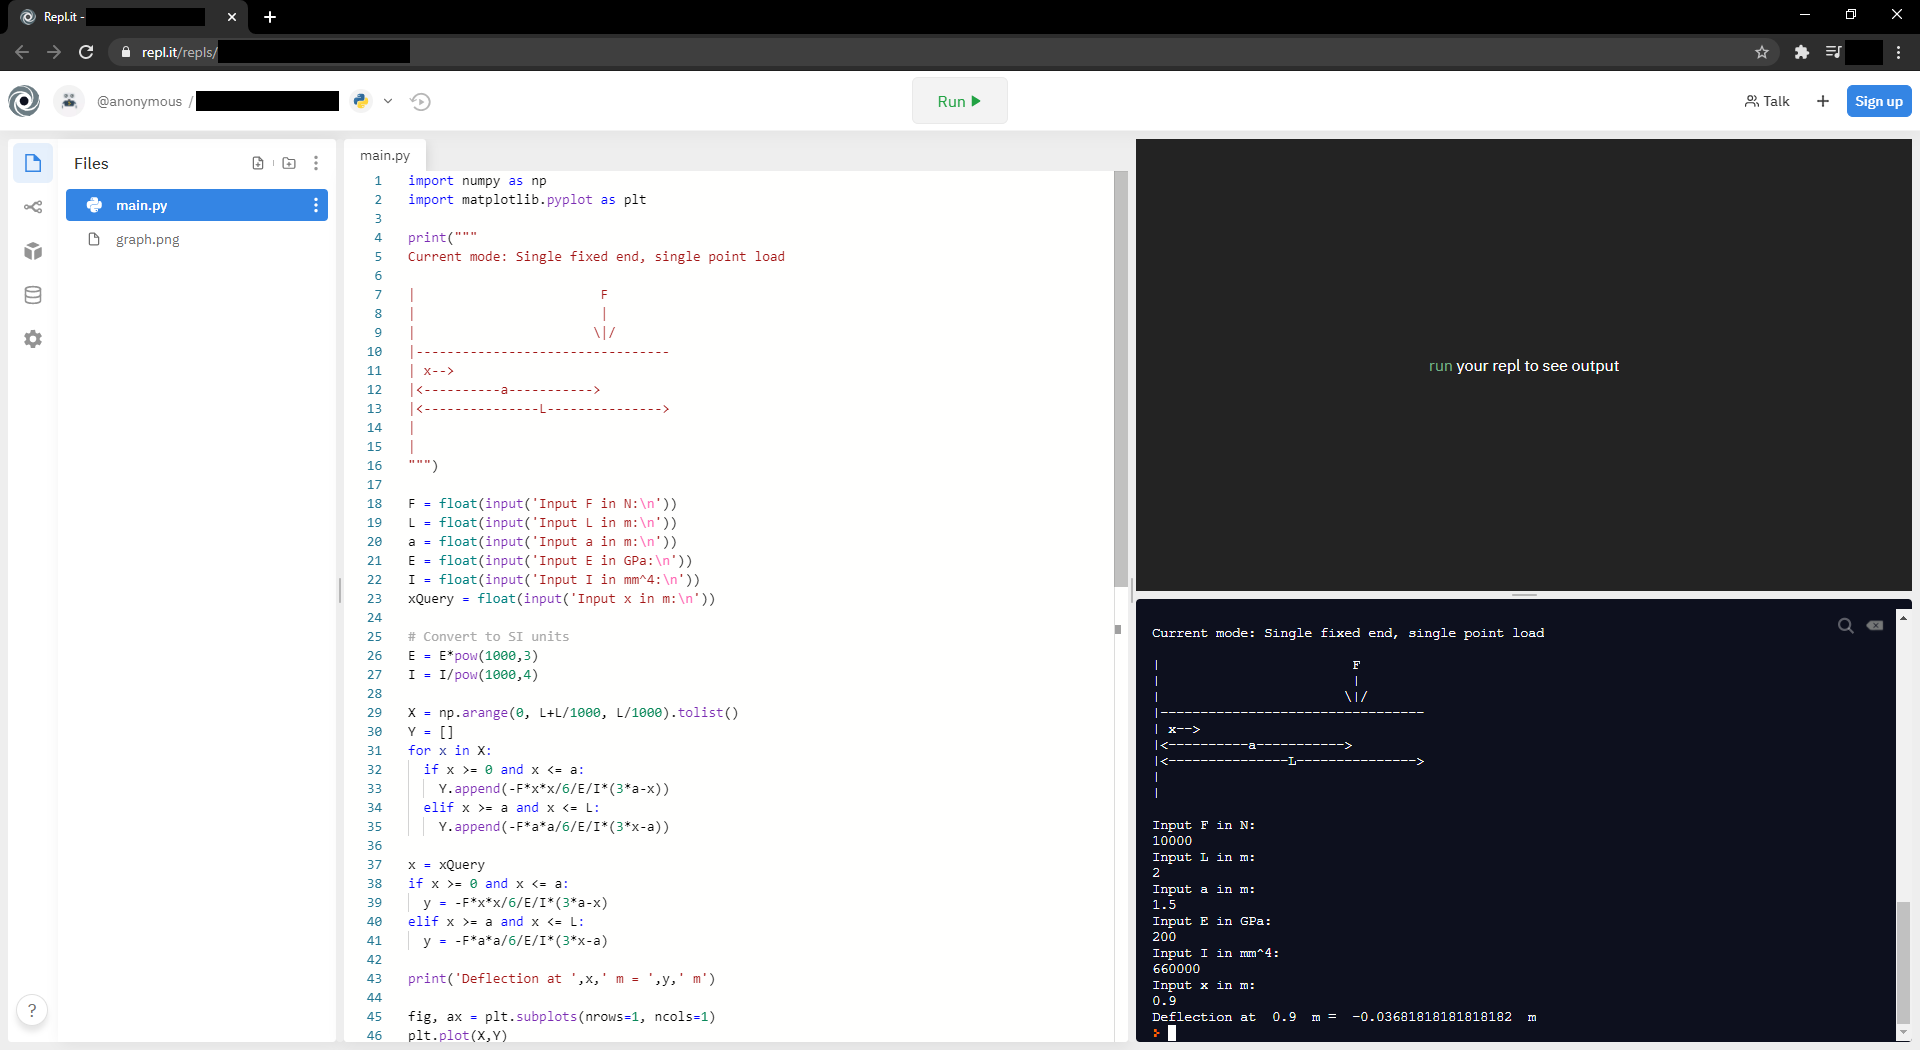 Repl.it -
repl.it/repls/
@anonymous /
Run
Talk
Sign up
Files
main.py
graph.png
main.py
1 import numpy as np
2 import matplotlib.pyplot as plt
3
4 print("""
5 Current mode: Single fixed end, single point load
6
7 |                        F
8 |                        |
9 |                       \|/
10 |---------------------------------
11 | x-->
12 |<----------a----------->
13 |<---------------L--------------->
14 |
15 |
16 """)
17
18 F = float(input('Input F in N:\n'))
19 L = float(input('Input L in m:\n'))
20 a = float(input('Input a in m:\n'))
21 E = float(input('Input E in GPa:\n'))
22 I = float(input('Input I in mm^4:\n'))
23 xQuery = float(input('Input x in m:\n'))
24
25 # Convert to SI units
26 E = E*pow(1000,3)
27 I = I/pow(1000,4)
28
29 X = np.arange(0, L+L/1000, L/1000).tolist()
30 Y = []
31 for x in X:
32   if x >= 0 and x <= a:
33     Y.append(-F*x*x/6/E/I*(3*a-x))
34   elif x >= a and x <= L:
35     Y.append(-F*a*a/6/E/I*(3*x-a))
36
37 x = xQuery
38 if x >= 0 and x <= a:
39   y = -F*x*x/6/E/I*(3*a-x)
40 elif x >= a and x <= L:
41   y = -F*a*a/6/E/I*(3*x-a)
42
43 print('Deflection at ',x,' m = ',y,' m')
44
45 fig, ax = plt.subplots(nrows=1, ncols=1)
46 plt.plot(X,Y)
run your repl to see output
Current mode: Single fixed end, single point load
|                        F
|                        |
|                       \|/
|---------------------------------
| x-->
|<----------a----------->
|<---------------L--------------->
|
|
Input F in N:
10000
Input L in m:
2
Input a in m:
1.5
Input E in GPa:
200
Input I in mm^4:
660000
Input x in m:
0.9
Deflection at  0.9  m =  -0.03681818181818182  m
?